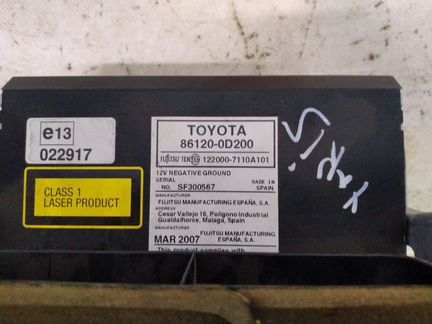 e13
022917
CLASS 1
LASER PRODUCT
TOYOTA
86120-0D200
FUJITSU TEN 122000-7110A101
12V NEGATIVE GROUND
SERIAL
NO. SF300567
MADE IN
SPAIN
MANUFACTURER
FUJITSU MANUFACTURING ESPAÑA, S.A.
ADDRESS
Cesar Vallejo 16, Poligono Industrial
Guadalhorce, Malaga, Spain
MANUFACTURED
MAR 2007
FUJITSU MANUFACTURING
ESPAÑA, S.A.
This product complies with
Yaris